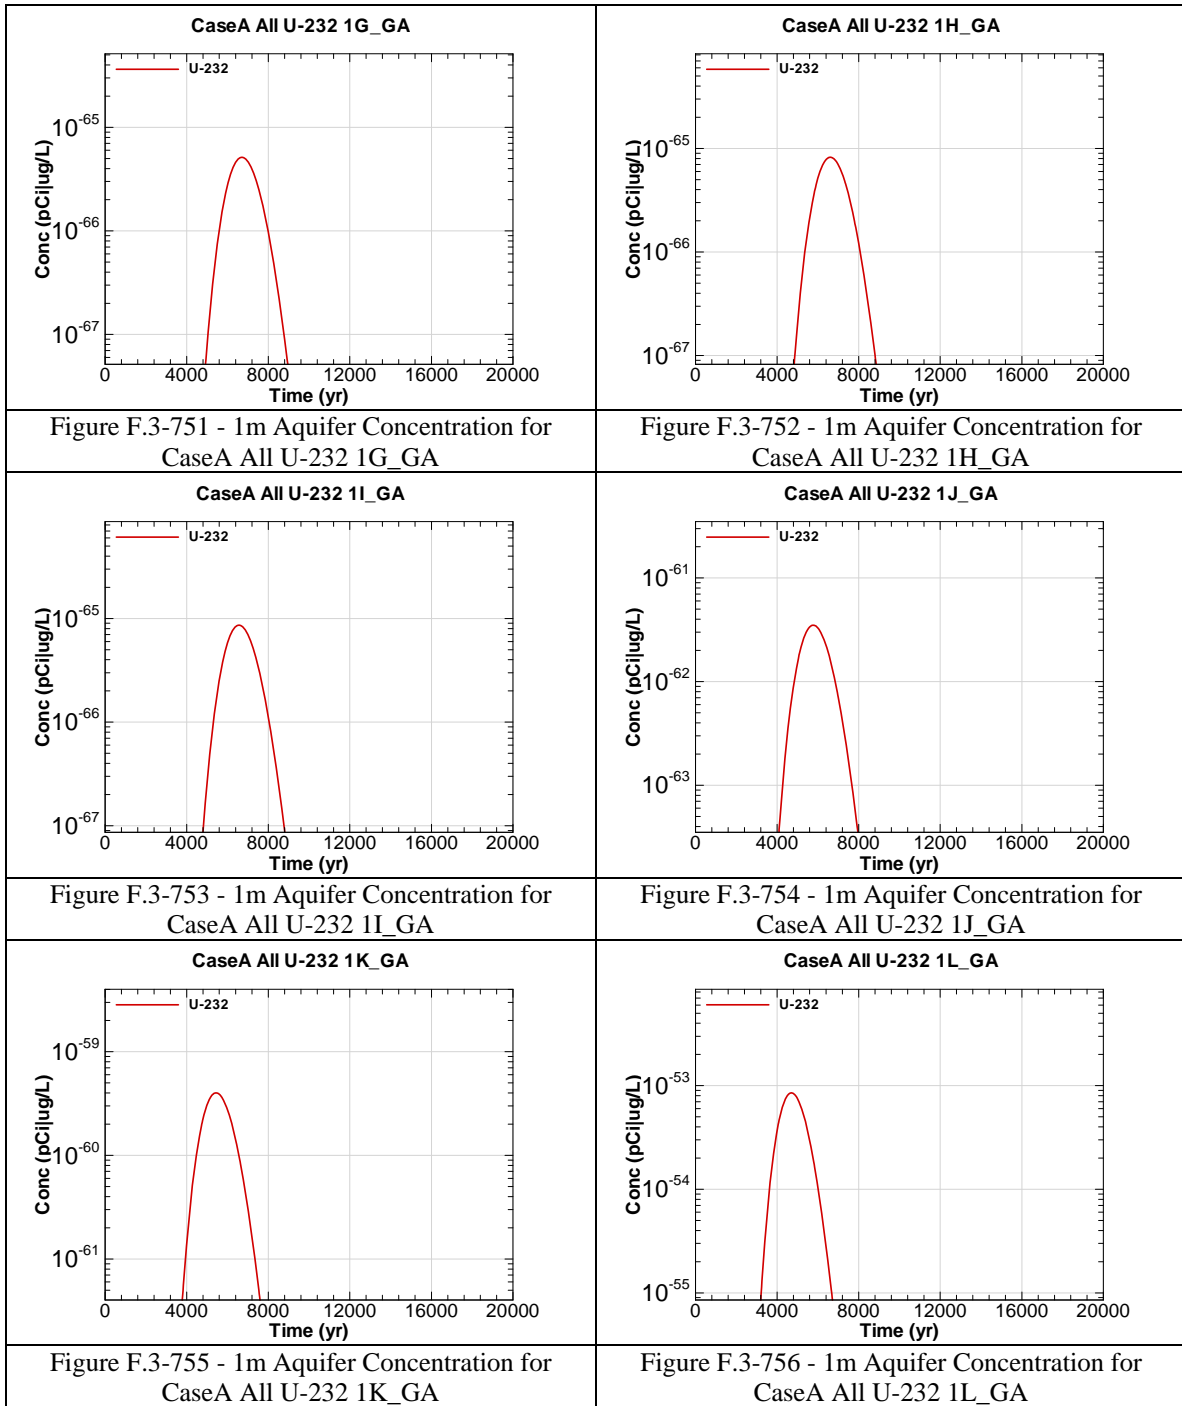 CaseA All U-232 1G_GA
U-232
10^-65
10^-66
10^-67
Conc (pCi|ug/L)
0 4000 8000 12000 16000 20000
Time (yr)
Figure F.3-751 - 1m Aquifer Concentration for
CaseA All U-232 1G_GA
CaseA All U-232 1H_GA
U-232
10^-65
10^-66
10^-67
Conc (pCi|ug/L)
0 4000 8000 12000 16000 20000
Time (yr)
Figure F.3-752 - 1m Aquifer Concentration for
CaseA All U-232 1H_GA
CaseA All U-232 1I_GA
U-232
10^-65
10^-66
10^-67
Conc (pCi|ug/L)
0 4000 8000 12000 16000 20000
Time (yr)
Figure F.3-753 - 1m Aquifer Concentration for
CaseA All U-232 1I_GA
CaseA All U-232 1J_GA
U-232
10^-61
10^-62
10^-63
Conc (pCi|ug/L)
0 4000 8000 12000 16000 20000
Time (yr)
Figure F.3-754 - 1m Aquifer Concentration for
CaseA All U-232 1J_GA
CaseA All U-232 1K_GA
U-232
10^-59
10^-60
10^-61
Conc (pCi|ug/L)
0 4000 8000 12000 16000 20000
Time (yr)
Figure F.3-755 - 1m Aquifer Concentration for
CaseA All U-232 1K_GA
CaseA All U-232 1L_GA
U-232
10^-53
10^-54
10^-55
Conc (pCi|ug/L)
0 4000 8000 12000 16000 20000
Time (yr)
Figure F.3-756 - 1m Aquifer Concentration for
CaseA All U-232 1L_GA